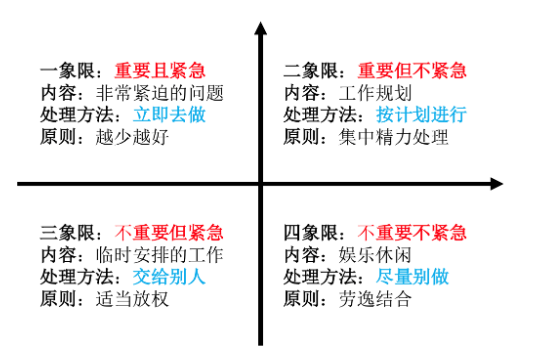 一象限：重要且紧急
内容：非常紧迫的问题
处理方法：立即去做
原则：越少越好
二象限：重要但不紧急
内容：工作规划
处理方法：按计划进行
原则：集中精力处理
三象限：不重要但紧急
内容：临时安排的工作
处理方法：交给别人
原则：适当放权
四象限：不重要不紧急
内容：娱乐休闲
处理方法：尽量别做
原则：劳逸结合